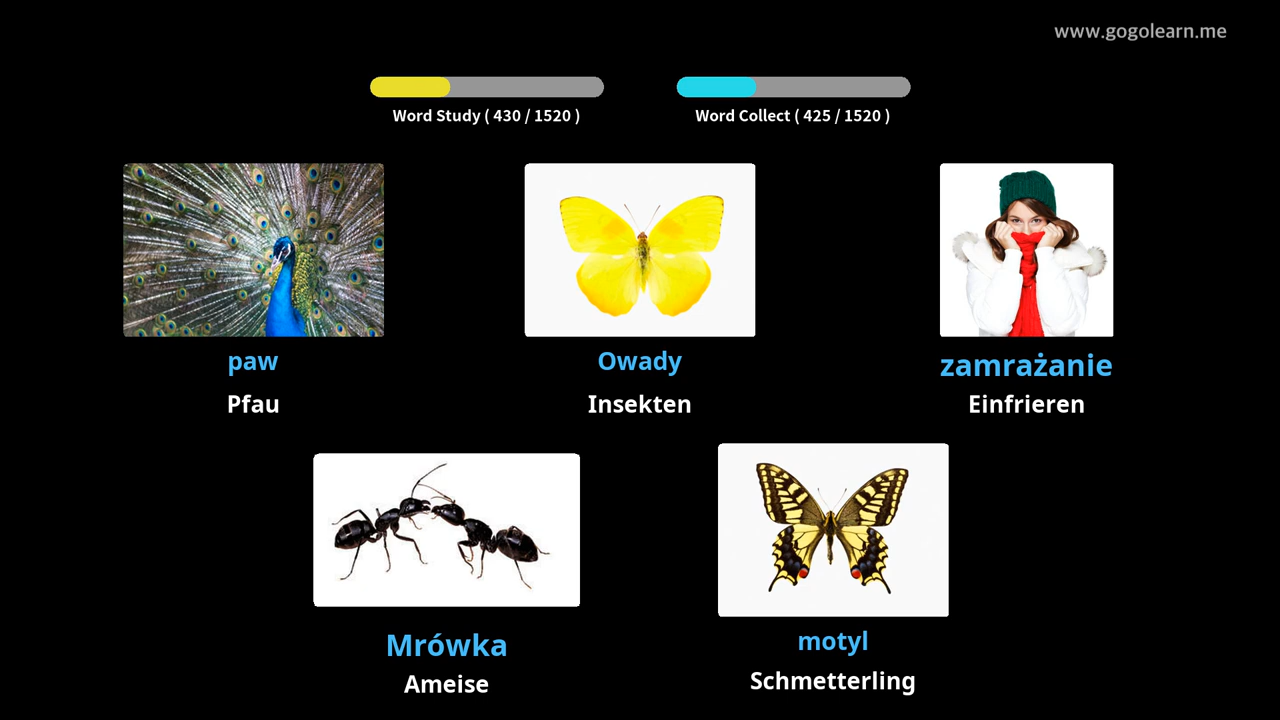 www.gogolearn.me
Word Study ( 430 / 1520 )
Word Collect ( 425 / 1520 )
paw
Pfau
Owady
Insekten
zamrażanie
Einfrieren
Mrówka
Ameise
motyl
Schmetterling